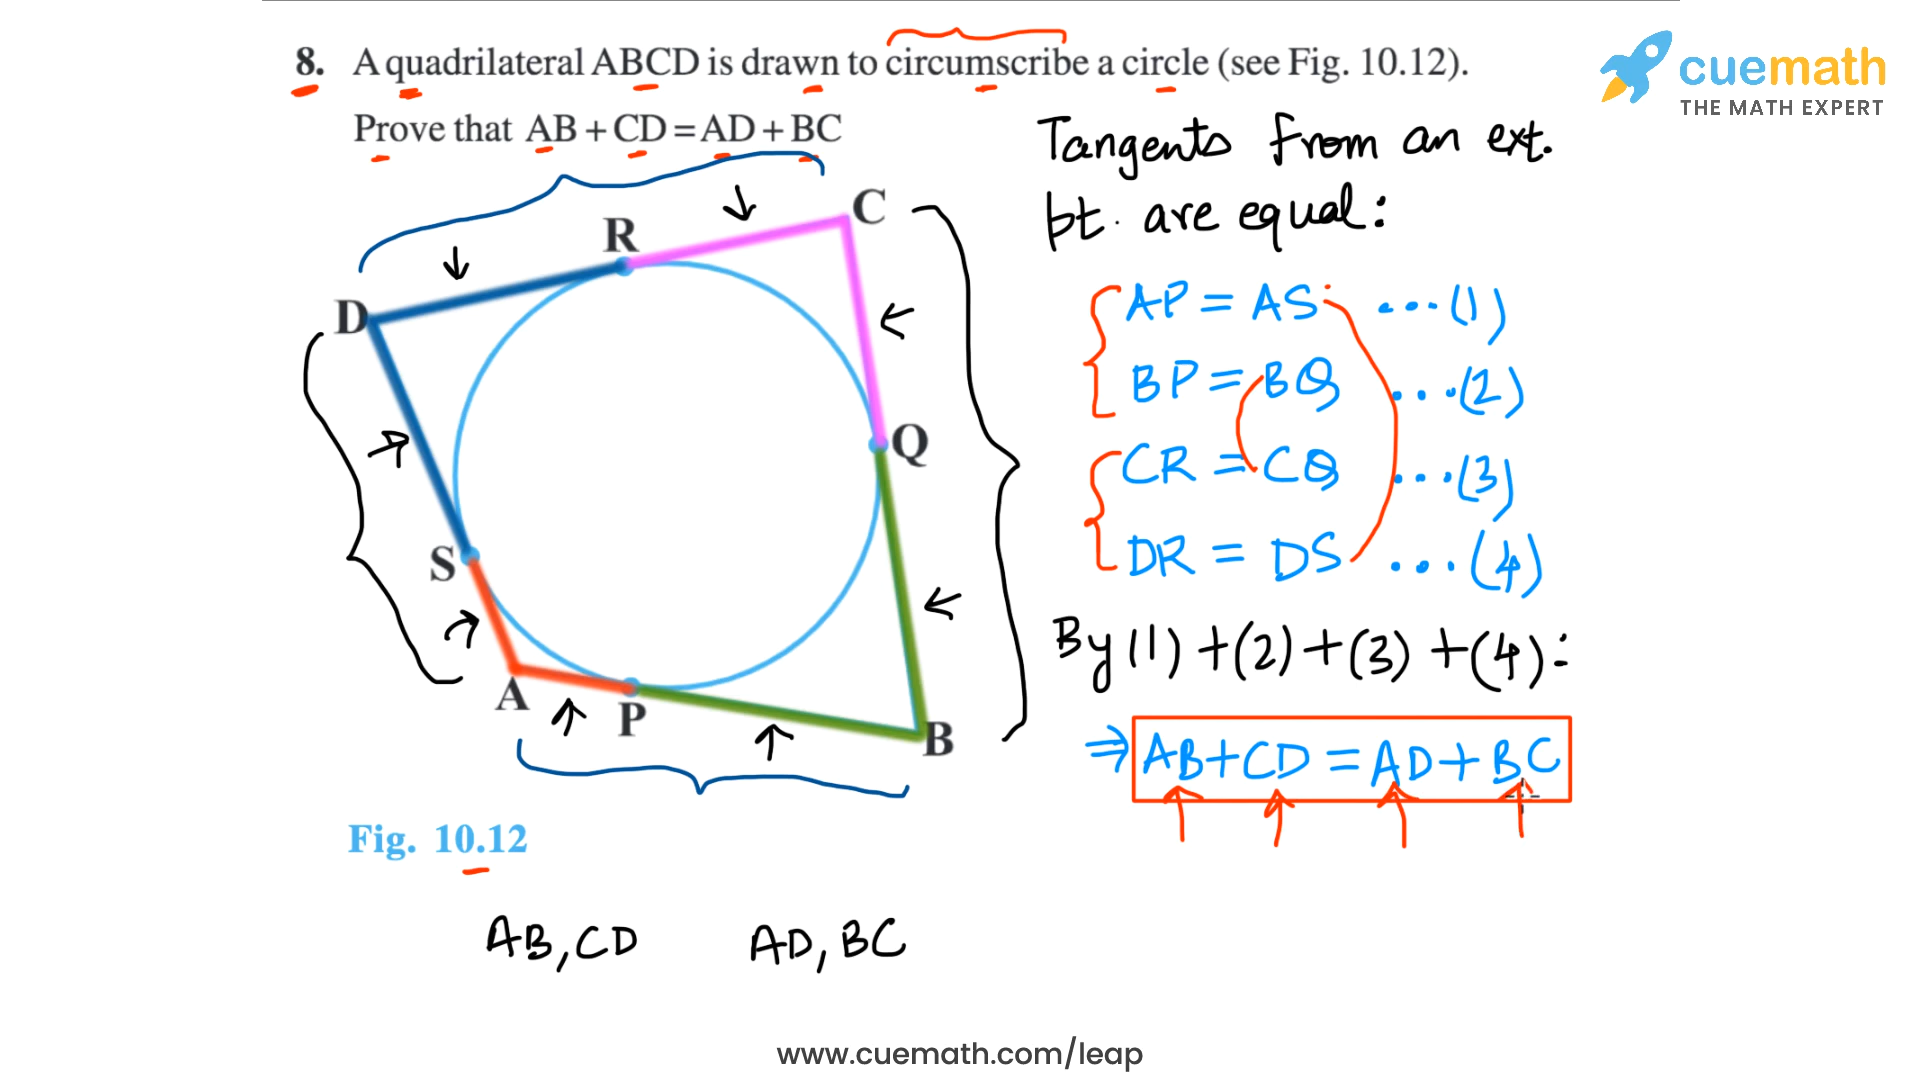 8. A quadrilateral ABCD is drawn to circumscribe a circle (see Fig. 10.12).
Prove that AB + CD = AD + BC
cuemath
THE MATH EXPERT
Tangents from an ext.
pt. are equal:
AP = AS ...(1)
BP = BQ ...(2)
CR = CQ ...(3)
DR = DS ...(4)
By (1) + (2) + (3) + (4):
⇒ AB + CD = AD + BC
C
R
D
Q
S
A
P
B
Fig. 10.12
AB, CD AD, BC
www.cuemath.com/leap